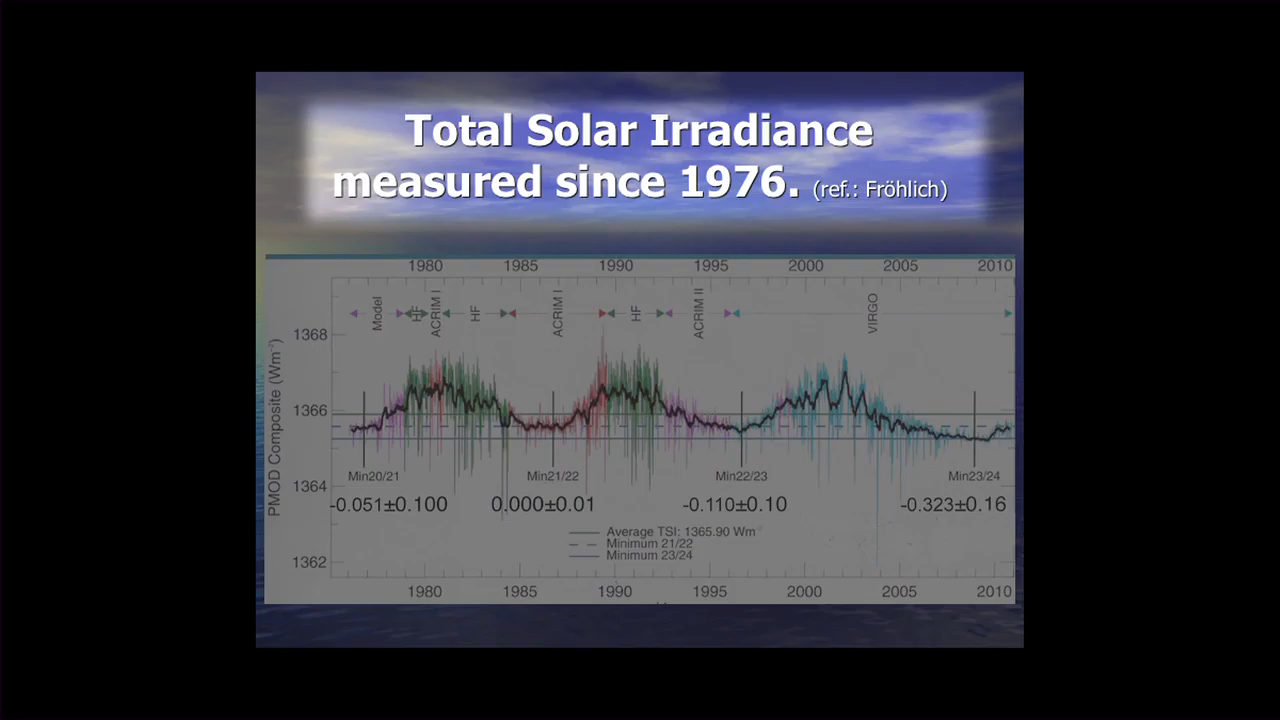 Total Solar Irradiance
measured since 1976. (ref.: Fröhlich)
1980 1985 1990 1995 2000 2005 2010
Model HF ACRIM I HF ACRIM I HF ACRIM II VIRGO
PMOD Composite (Wm⁻²)
1368
1366
1364
1362
Min20/21 Min21/22 Min22/23 Min23/24
-0.051±0.100 0.000±0.01 -0.110±0.10 -0.323±0.16
Average TSI: 1365.90 Wm⁻²
Minimum 21/22
Minimum 23/24
1980 1985 1990 1995 2000 2005 2010